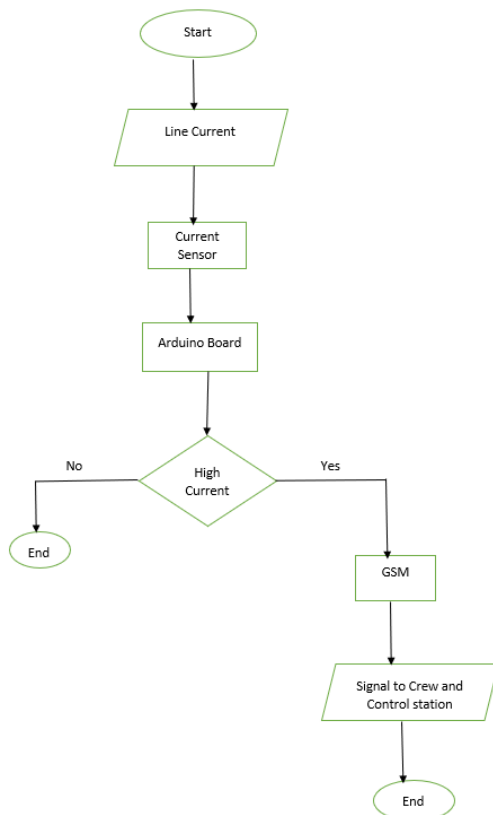 Start
Line Current
Current
Sensor
Arduino Board
High
Current
No
Yes
End
GSM
Signal to Crew and
Control station
End